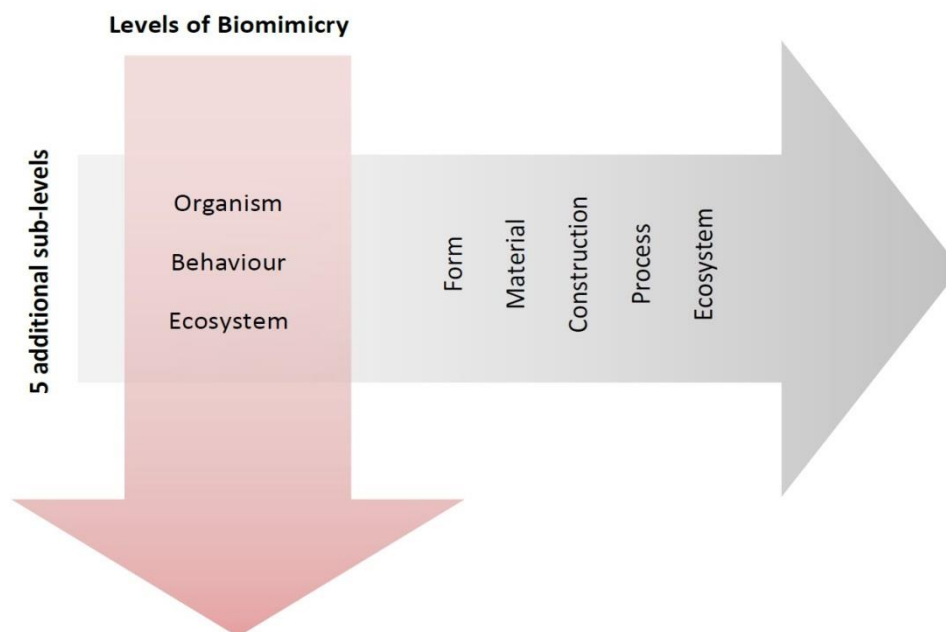 Levels of Biomimicry
5 additional sub-levels
Organism
Behaviour
Ecosystem
Form
Material
Construction
Process
Ecosystem